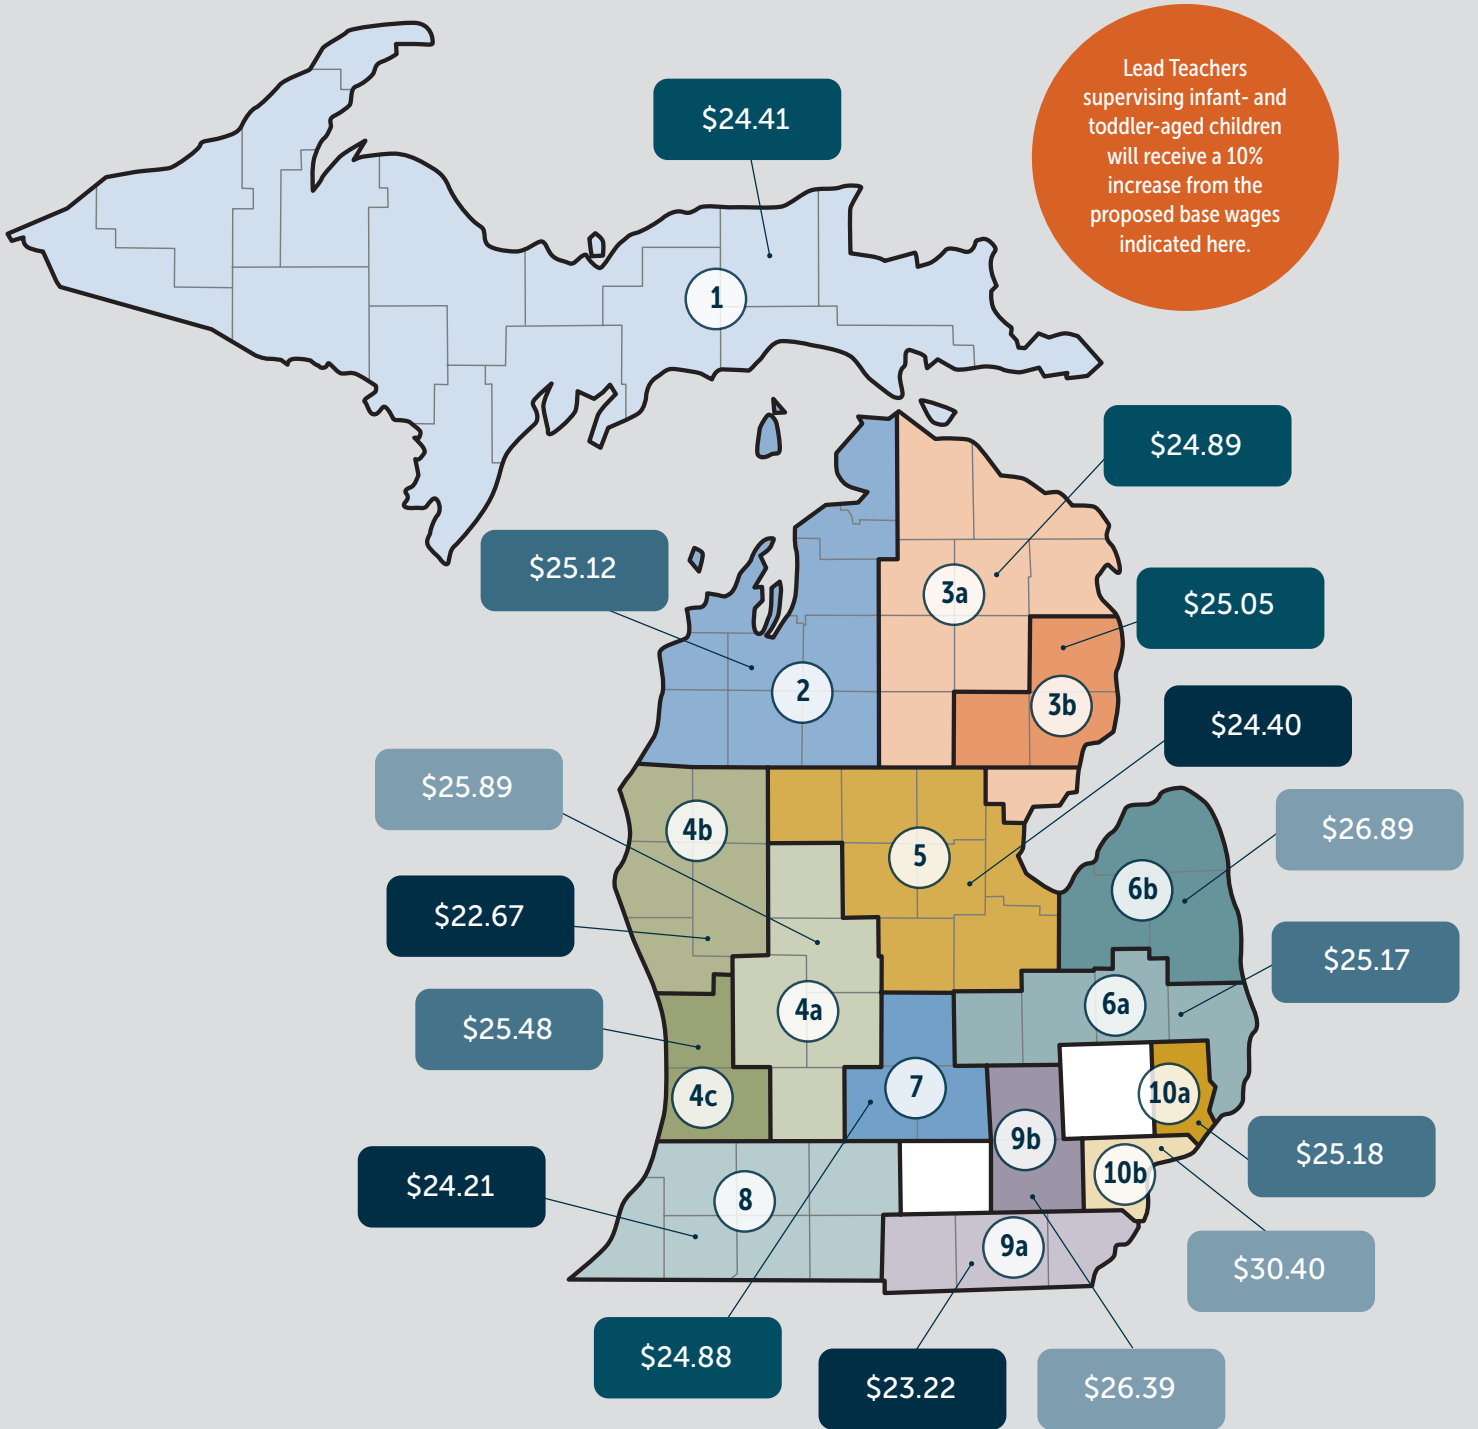 Lead Teachers
supervising infant- and
toddler-aged children
will receive a 10%
increase from the
proposed base wages
indicated here.
$24.41
1
$24.89
$25.12
3a
$25.05
2
3b
$24.40
$25.89
4b
5
$26.89
6b
$22.67
$25.17
4a
6a
$25.48
4c
7
10a
9b
$25.18
10b
$24.21
8
9a
$30.40
$24.88
$23.22
$26.39